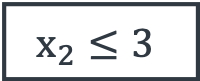 x₂ ≤ 3